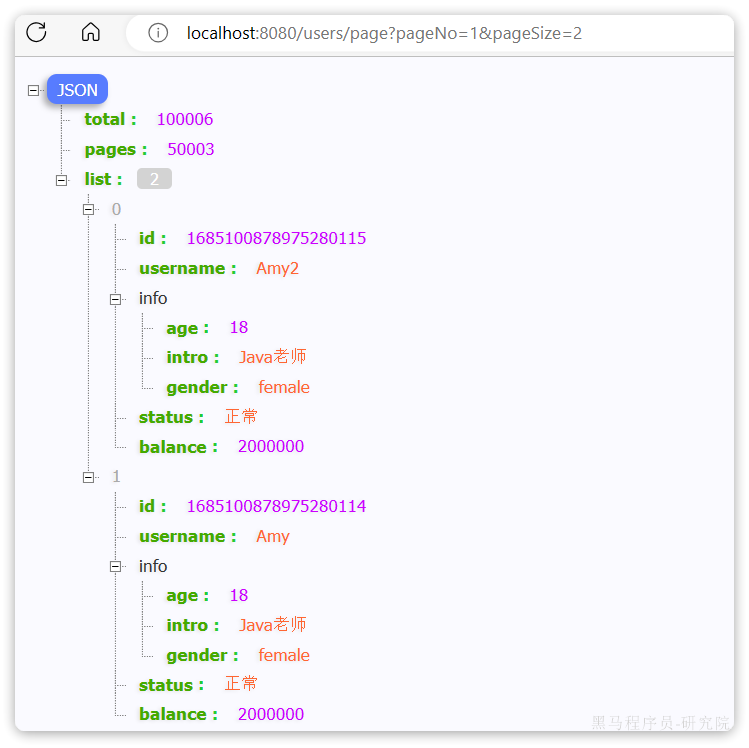 localhost:8080/users/page?pageNo=1&pageSize=2
JSON
total : 100006
pages : 50003
list : 2
0
id : 1685100878975280115
username : Amy2
info
age : 18
intro : Java老师
gender : female
status : 正常
balance : 2000000
1
id : 1685100878975280114
username : Amy
info
age : 18
intro : Java老师
gender : female
status : 正常
balance : 2000000
黑马程序员-研究院